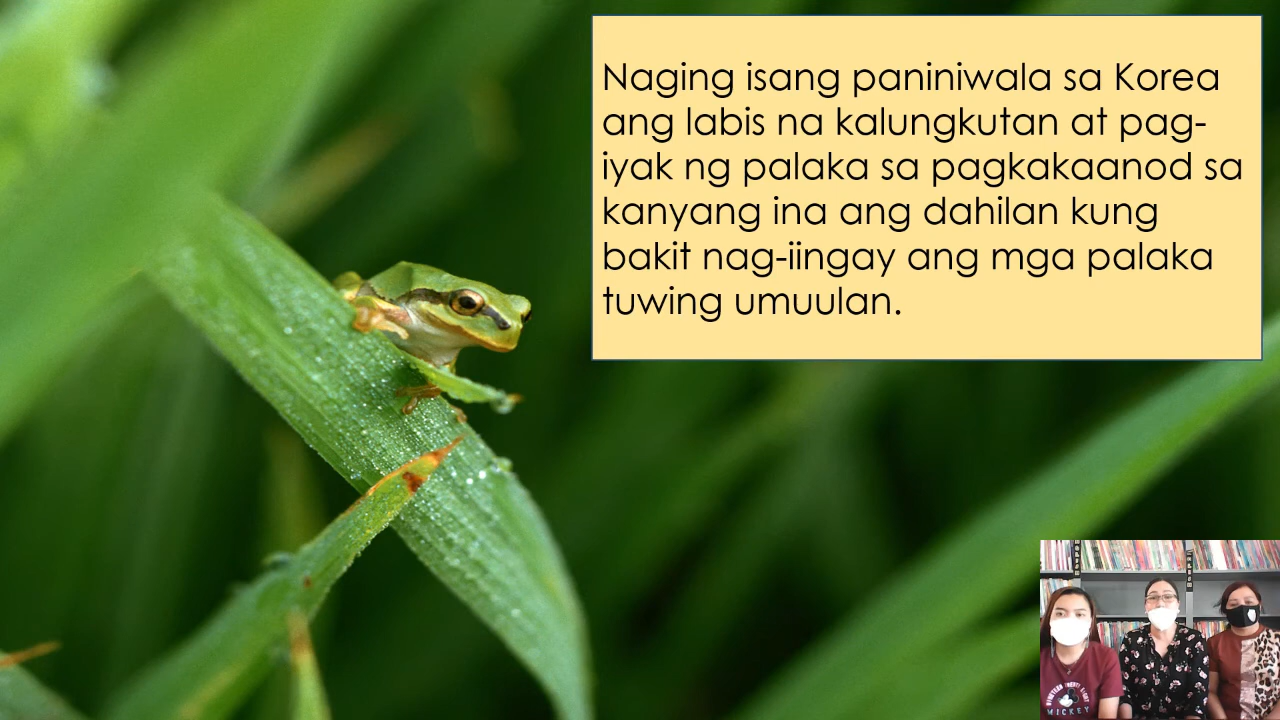 Naging isang paniniwala sa Korea
ang labis na kalungkutan at pag-
iyak ng palaka sa pagkakaanod sa
kanyang ina ang dahilan kung
bakit nag-iingay ang mga palaka
tuwing umuulan.
MICKEY